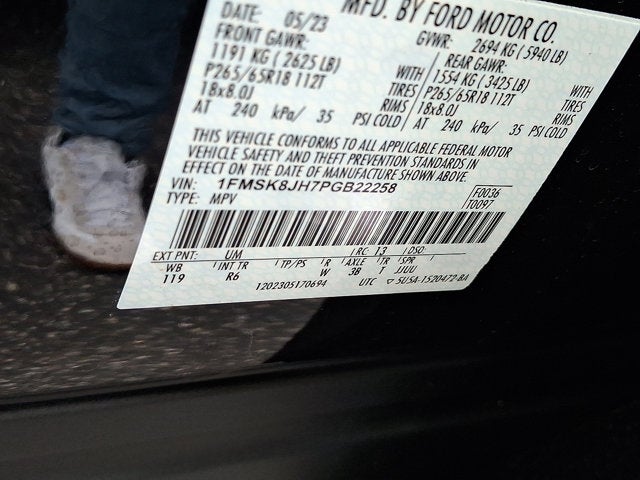 MFD. BY FORD MOTOR CO.
DATE: 05/23 GVWR: 2694 KG ( 5940 LB)
FRONT GAWR: REAR GAWR:
1191 KG ( 2625 LB) WITH 1554 KG ( 3425 LB) WITH
P265/65R18 112T TIRES P265/65R18 112T TIRES
18x8.0J RIMS 18x8.0J RIMS
AT 240 kPa/ 35 PSI COLD AT 240 kPa/ 35 PSI COLD
THIS VEHICLE CONFORMS TO ALL APPLICABLE FEDERAL MOTOR
VEHICLE SAFETY AND THEFT PREVENTION STANDARDS IN
EFFECT ON THE DATE OF MANUFACTURE SHOWN ABOVE.
VIN: 1FMSK8JH7PGB22258 F0036
TYPE: MPV T0097
EXT PNT: UM RC: 13 DSO:
WB INT TR TP/PS R AXLE TR SPR
119 R6 W 3B T JJUU
1202305170694 UTC ▽ SU5A-1520472-BA